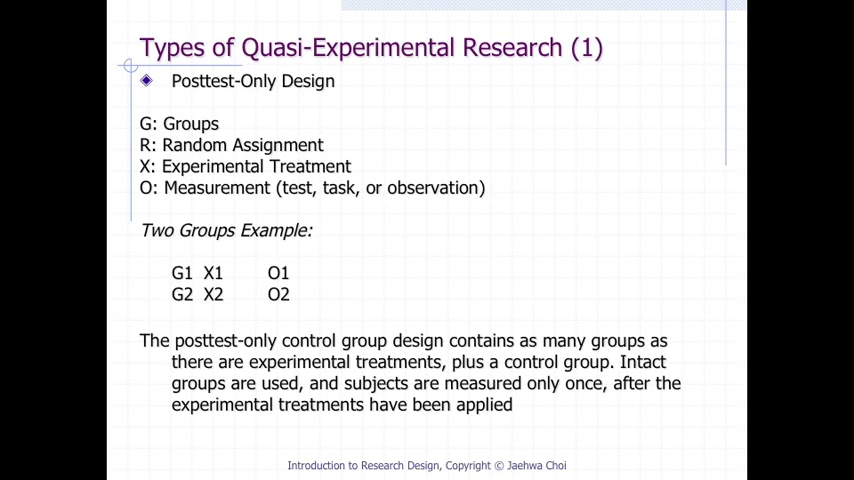 Types of Quasi-Experimental Research (1)
Posttest-Only Design
G: Groups
R: Random Assignment
X: Experimental Treatment
O: Measurement (test, task, or observation)
Two Groups Example:
G1 X1 O1
G2 X2 O2
The posttest-only control group design contains as many groups as
there are experimental treatments, plus a control group. Intact
groups are used, and subjects are measured only once, after the
experimental treatments have been applied
Introduction to Research Design, Copyright © Jaehwa Choi